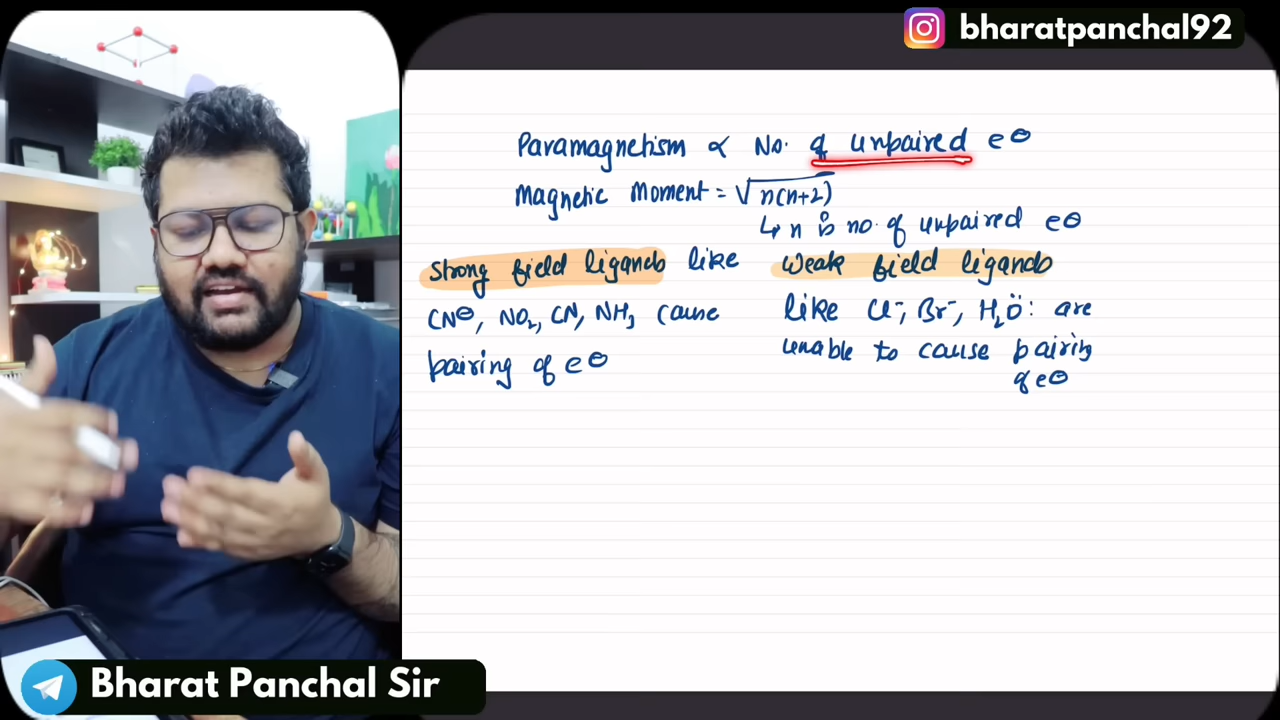 bharatpanchal92
Paramagnetism ∝ No. of unpaired e⊖
Magnetic Moment = √n(n+2)
↳ n is no. of unpaired e⊖
Strong field ligands like
CN⊖, NO₂, CN, NH₃ cause
pairing of e⊖
Weak field ligands
like Cl⁻, Br⁻, H₂Ö: are
unable to cause pairing
of e⊖
Bharat Panchal Sir